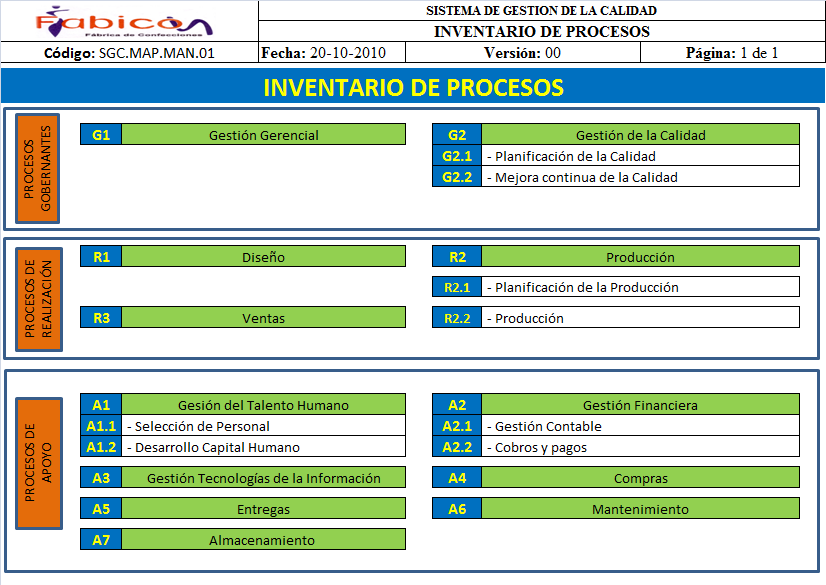 Fabicón
Fábrica de Confecciones
SISTEMA DE GESTION DE LA CALIDAD
INVENTARIO DE PROCESOS
Código: SGC.MAP.MAN.01
Fecha: 20-10-2010
Versión: 00
Página: 1 de 1
INVENTARIO DE PROCESOS
PROCESOS
GOBERNANTES
G1 Gestión Gerencial
G2 Gestión de la Calidad
G2.1 - Planificación de la Calidad
G2.2 - Mejora continua de la Calidad
PROCESOS DE
REALIZACIÓN
R1 Diseño
R2 Producción
R2.1 - Planificación de la Producción
R3 Ventas
R2.2 - Producción
PROCESOS DE
APOYO
A1 Gesión del Talento Humano
A2 Gestión Financiera
A1.1 - Selección de Personal
A2.1 - Gestión Contable
A1.2 - Desarrollo Capital Humano
A2.2 - Cobros y pagos
A3 Gestión Tecnologías de la Información
A4 Compras
A5 Entregas
A6 Mantenimiento
A7 Almacenamiento